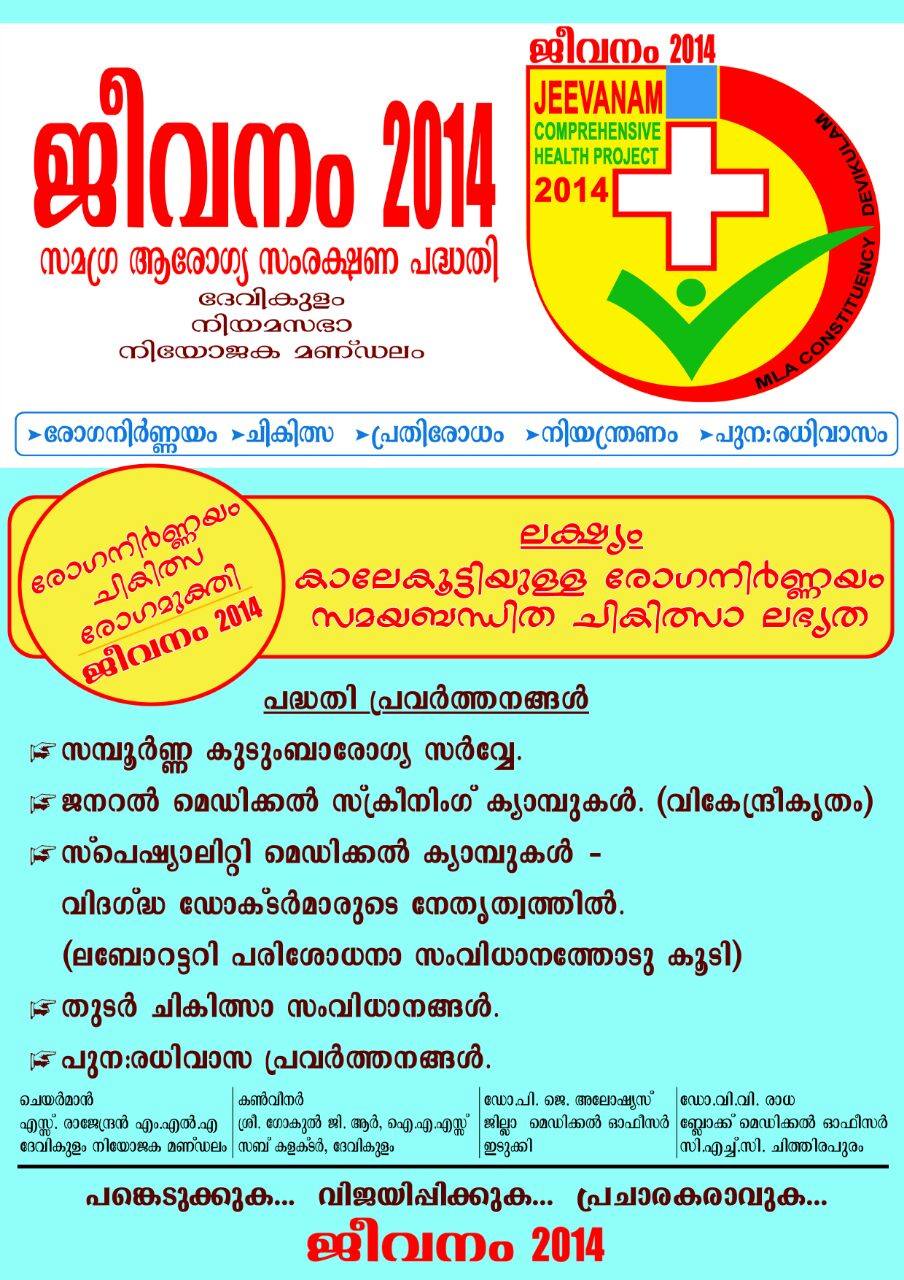 ജീവനം 2014
സമഗ്ര ആരോഗ്യ സംരക്ഷണ പദ്ധതി
ദേവികുളം
നിയമസഭാ
നിയോജക മണ്ഡലം
ജീവനം 2014
JEEVANAM
COMPREHENSIVE
HEALTH PROJECT
2014
MLA CONSTITUENCY DEVIKULAM
➤രോഗനിർണ്ണയം ➤ചികിത്സ ➤പ്രതിരോധം ➤നിയന്ത്രണം ➤പുന:രധിവാസം
രോഗനിർണ്ണയം
ചികിത്സ
രോഗമുക്തി
ജീവനം 2014
ലക്ഷ്യം
കാലേകൂട്ടിയുള്ള രോഗനിർണ്ണയം
സമയബന്ധിത ചികിത്സാ ലഭ്യത
പദ്ധതി പ്രവർത്തനങ്ങൾ
☞ സമ്പൂർണ്ണ കുടുംബാരോഗ്യ സർവ്വേ.
☞ ജനറൽ മെഡിക്കൽ സ്ക്രീനിംഗ് ക്യാമ്പുകൾ. (വികേന്ദ്രീകൃതം)
☞ സ്പെഷ്യാലിറ്റി മെഡിക്കൽ ക്യാമ്പുകൾ -
വിദഗ്ദ്ധ ഡോക്ടർമാരുടെ നേതൃത്വത്തിൽ.
(ലബോറട്ടറി പരിശോധനാ സംവിധാനത്തോടു കൂടി)
☞ തുടർ ചികിത്സാ സംവിധാനങ്ങൾ.
☞ പുന:രധിവാസ പ്രവർത്തനങ്ങൾ.
ചെയർമാൻ
എസ്സ്. രാജേന്ദ്രൻ എം.എൽ.എ
ദേവികുളം നിയോജക മണ്ഡലം
കൺവിനർ
ശ്രീ. ഗോകുൽ ജി. ആർ, ഐ.എ.എസ്സ്
സബ് കളക്ടർ, ദേവികുളം
ഡോ.പി. ജെ. അലോഷ്യസ്
ജില്ലാ മെഡിക്കൽ ഓഫീസർ
ഇടുക്കി
ഡോ.വി.വി. രാധ
ബ്ലോക്ക് മെഡിക്കൽ ഓഫീസർ
സി.എച്ച്.സി. ചിത്തിരപുരം
പങ്കെടുക്കുക... വിജയിപ്പിക്കുക... പ്രചാരകരാവുക...
ജീവനം 2014